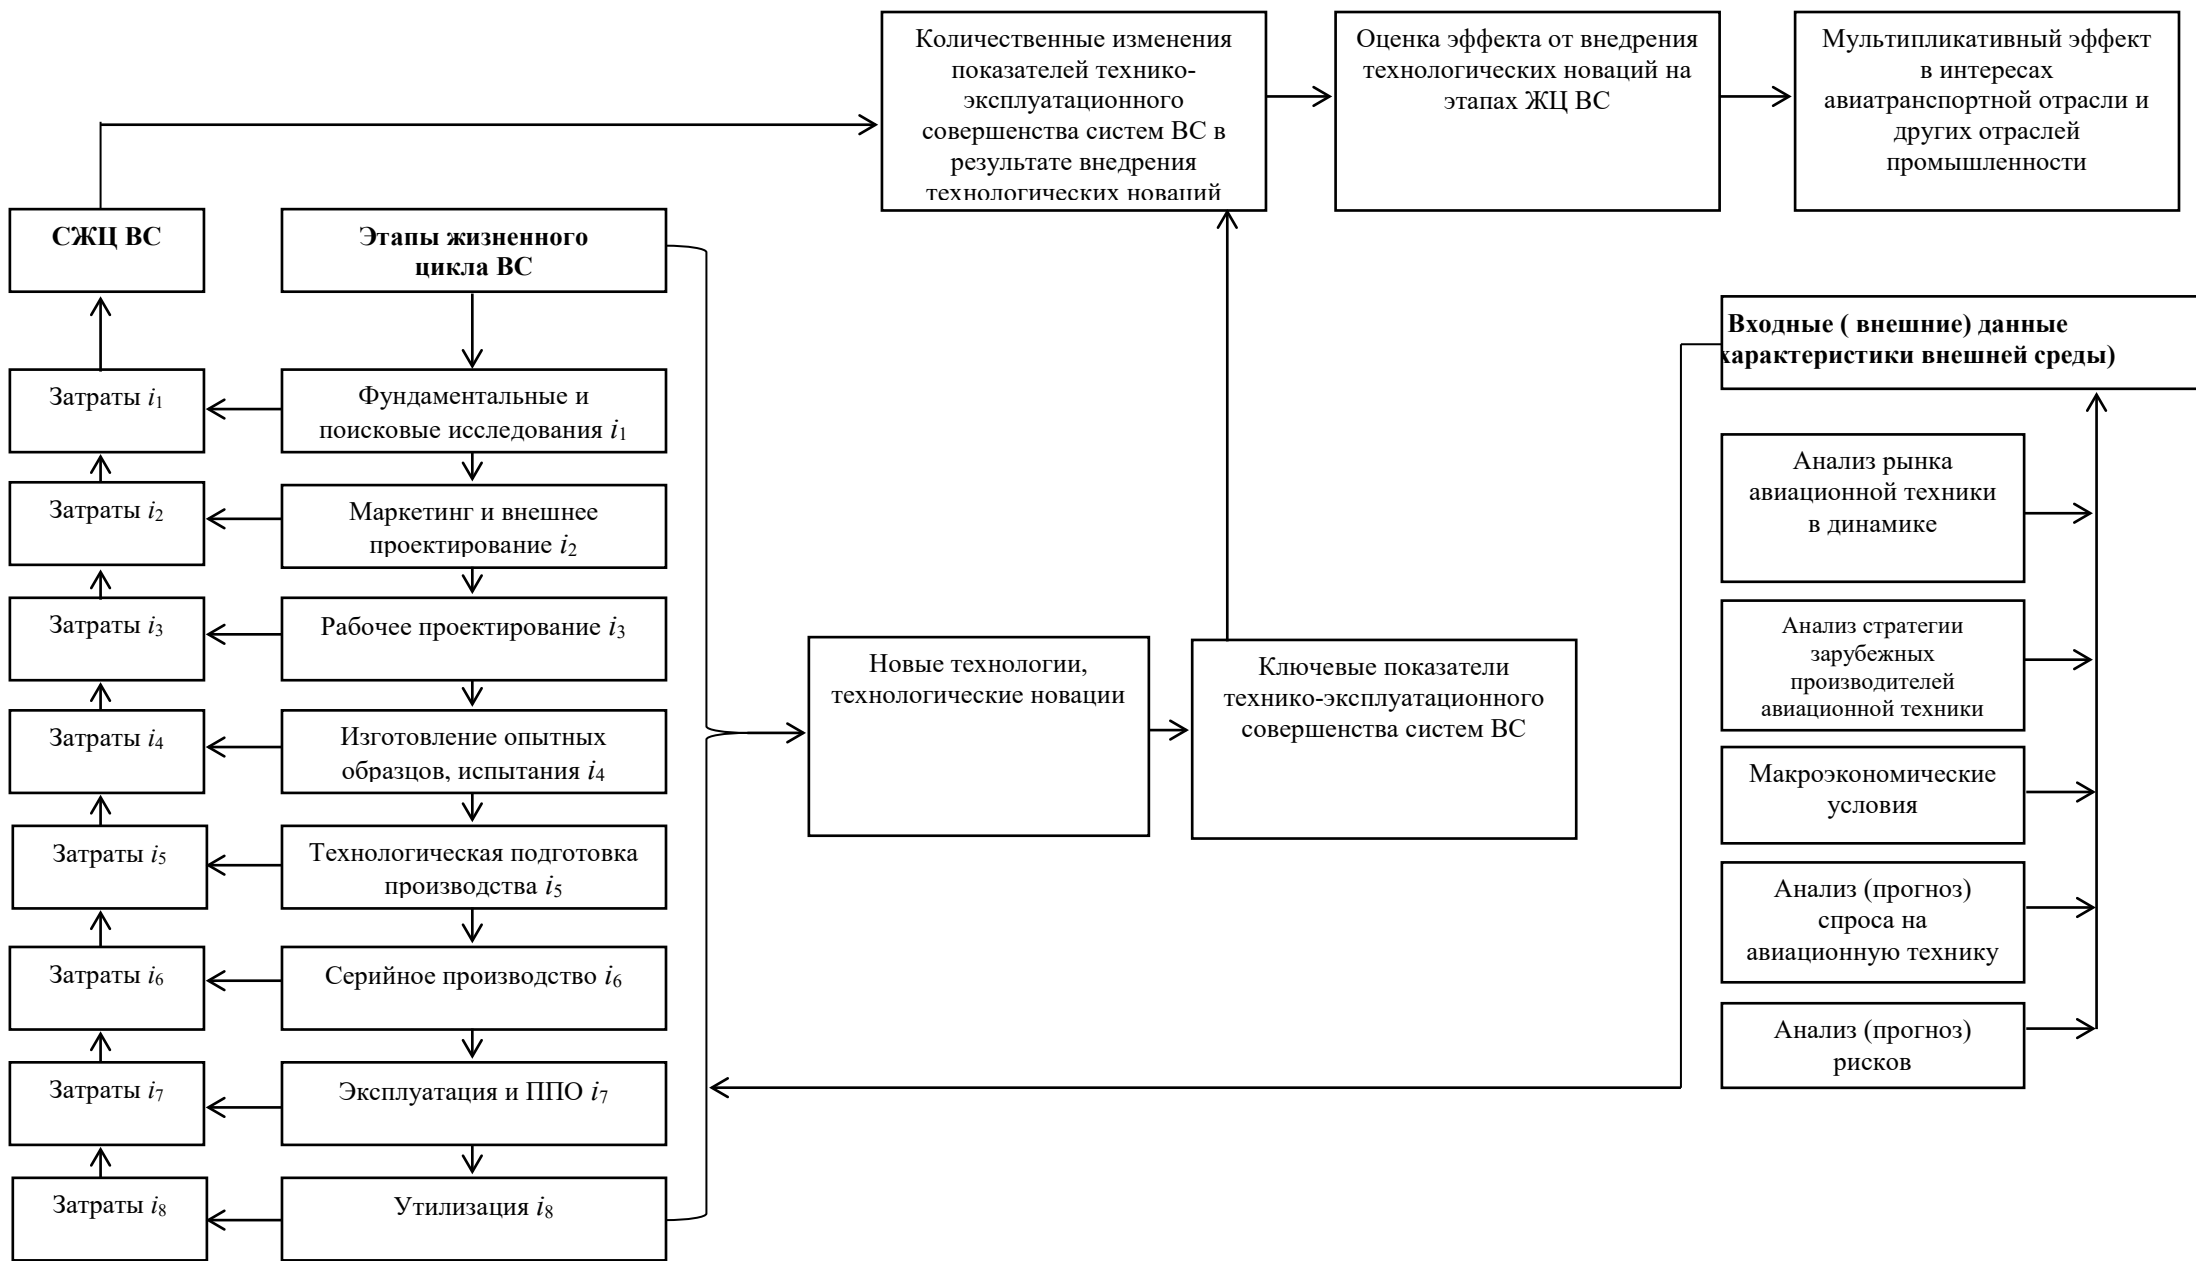 Количественные изменения
показателей технико-
эксплуатационного
совершенства систем ВС в
результате внедрения
технологических новаций
Оценка эффекта от внедрения
технологических новаций на
этапах ЖЦ ВС
Мультипликативный эффект
в интересах
авиатранспортной отрасли и
других отраслей
промышленности
СЖЦ ВС
Этапы жизненного
цикла ВС
Входные ( внешние) данные
характеристики внешней среды)
Затраты i1
Фундаментальные и
поисковые исследования i1
Затраты i2
Маркетинг и внешнее
проектирование i2
Затраты i3
Рабочее проектирование i3
Затраты i4
Изготовление опытных
образцов, испытания i4
Затраты i5
Технологическая подготовка
производства i5
Затраты i6
Серийное производство i6
Затраты i7
Эксплуатация и ППО i7
Затраты i8
Утилизация i8
Новые технологии,
технологические новации
Ключевые показатели
технико-эксплуатационного
совершенства систем ВС
Анализ рынка
авиационной техники
в динамике
Анализ стратегии
зарубежных
производителей
авиационной техники
Макроэкономические
условия
Анализ (прогноз)
спроса на
авиационную технику
Анализ (прогноз)
рисков